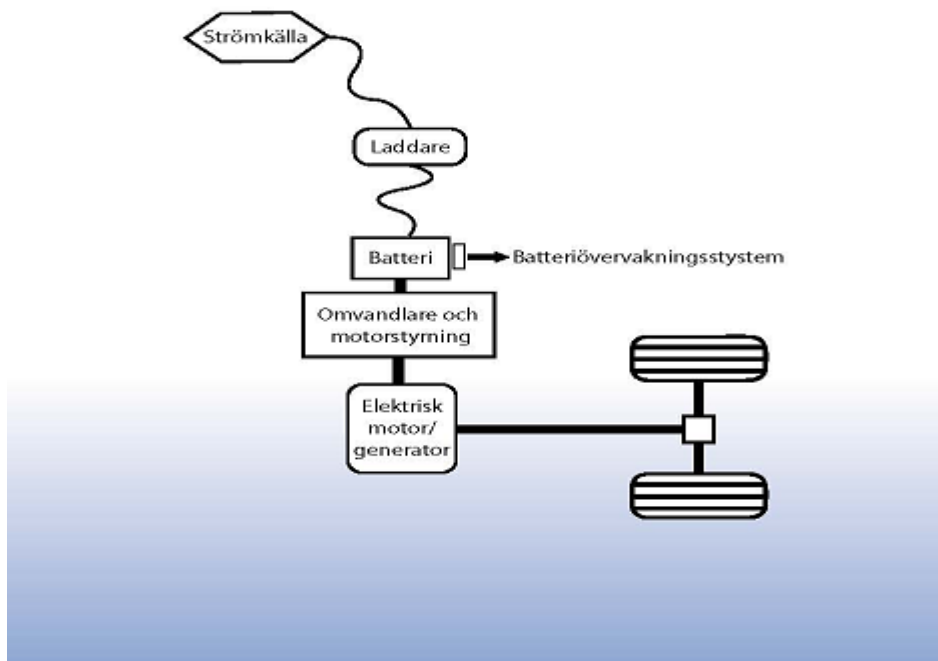 Strömkälla
Laddare
Batteri
Batteriövervakningsstystem
Omvandlare och
motorstyrning
Elektrisk
motor/
generator